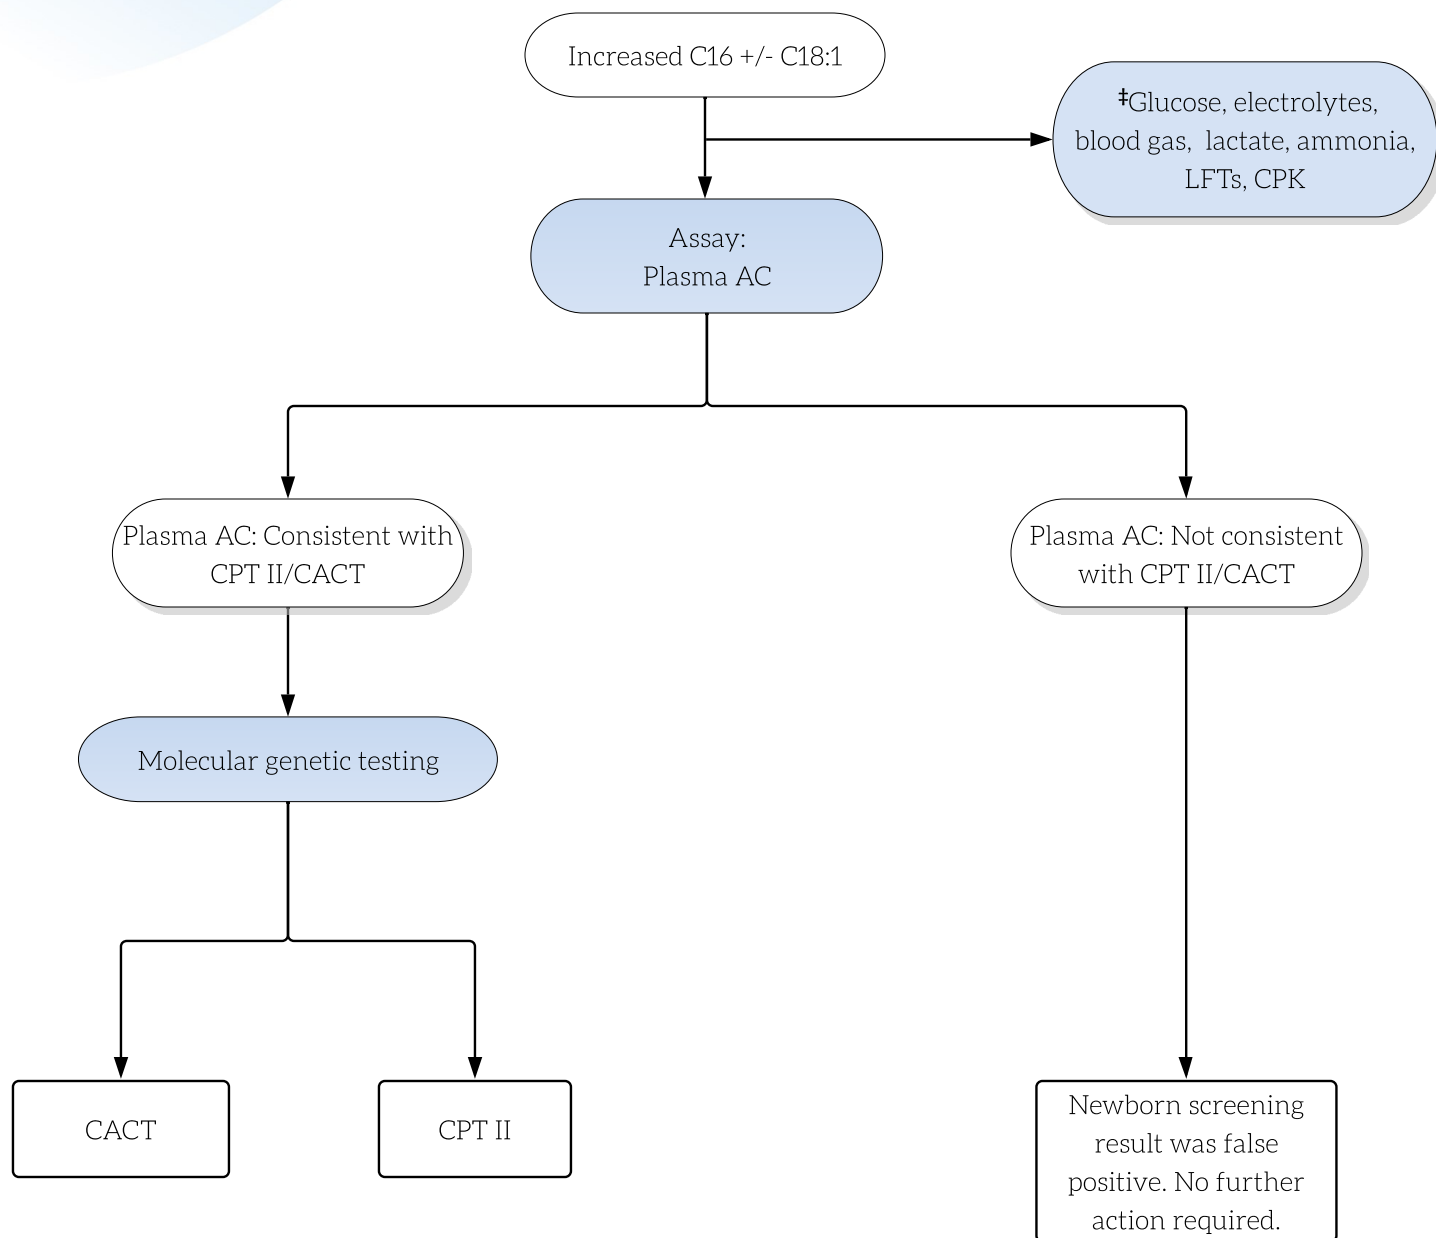 Increased C16 +/- C18:1
‡Glucose, electrolytes,
blood gas, lactate, ammonia,
LFTs, CPK
Assay:
Plasma AC
Plasma AC: Consistent with
CPT II/CACT
Plasma AC: Not consistent
with CPT II/CACT
Molecular genetic testing
CACT
CPT II
Newborn screening
result was false
positive. No further
action required.